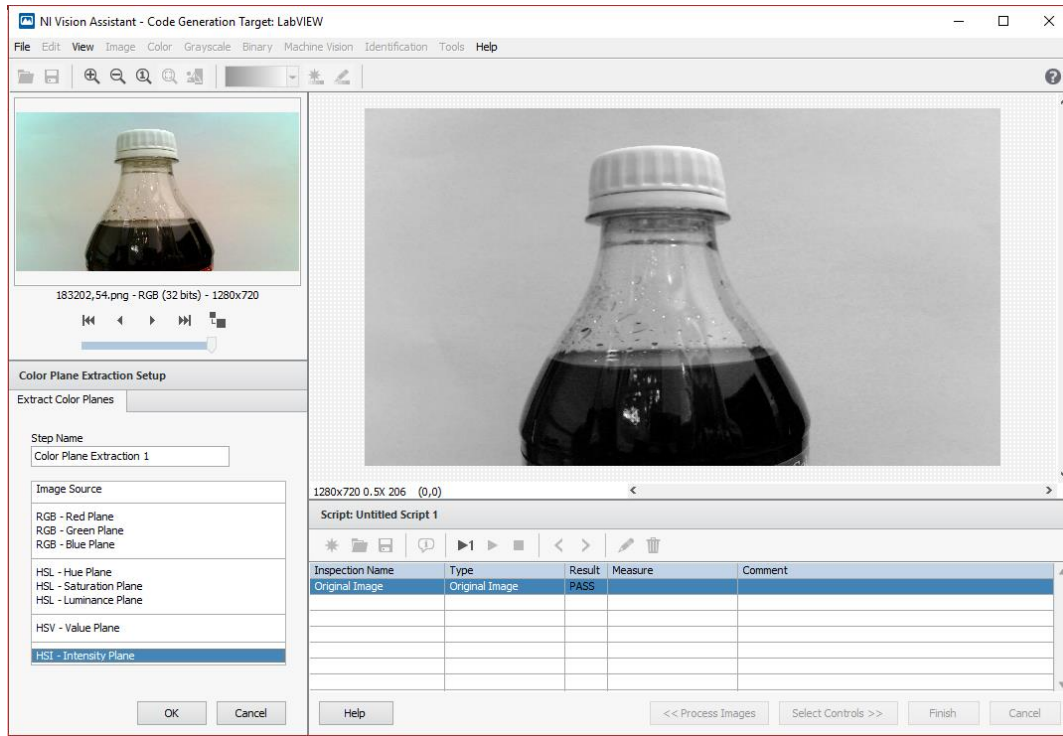 NI Vision Assistant - Code Generation Target: LabVIEW
File Edit View Image Color Grayscale Binary Machine Vision Identification Tools Help
183202,54.png - RGB (32 bits) - 1280x720
Color Plane Extraction Setup
Extract Color Planes
Step Name
Color Plane Extraction 1
Image Source
RGB - Red Plane
RGB - Green Plane
RGB - Blue Plane
HSL - Hue Plane
HSL - Saturation Plane
HSL - Luminance Plane
HSV - Value Plane
HSI - Intensity Plane
OK Cancel
1280x720 0.5X 206 (0,0)
Script: Untitled Script 1
1
Inspection Name Type Result Measure Comment
Original Image Original Image PASS
Help << Process Images Select Controls >> Finish Cancel